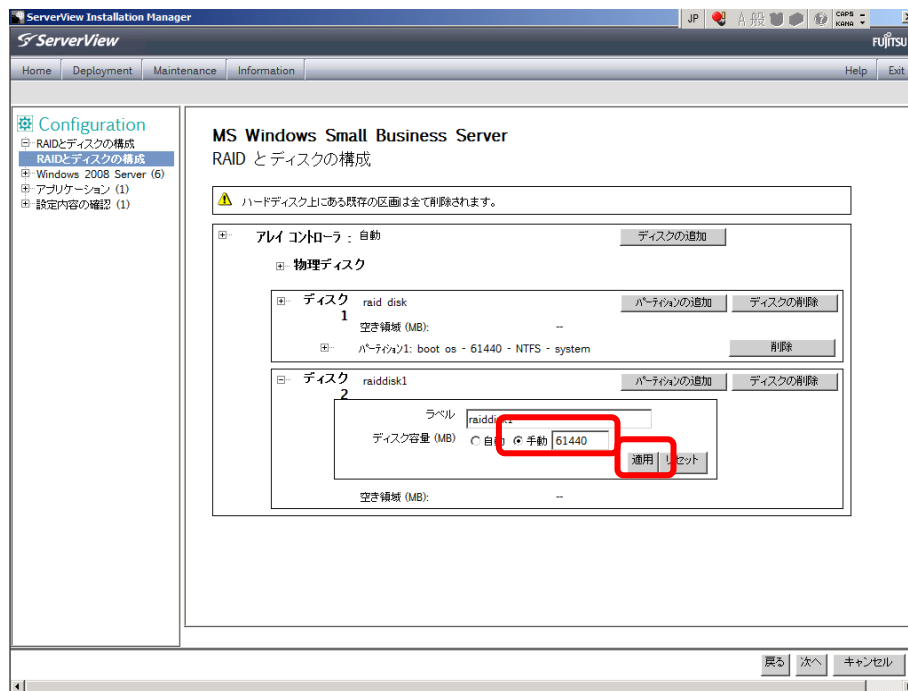 ServerView Installation Manager
JP
A 般
CAPS
KANA
ServerView
FUJITSU
Home Deployment Maintenance Information Help Exit
Configuration
RAIDとディスクの構成
RAIDとディスクの構成
Windows 2008 Server (6)
アプリケーション (1)
設定内容の確認 (1)
MS Windows Small Business Server
RAID とディスクの構成
ハードディスク上にある既存の区画は全て削除されます。
アレイ コントローラ : 自動 ディスクの追加
物理ディスク
ディスク 1 raid disk パーティションの追加 ディスクの削除
空き領域 (MB): --
パーティション1: boot os - 61440 - NTFS - system 削除
ディスク 2 raiddisk1 パーティションの追加 ディスクの削除
ラベル raiddisk1
ディスク容量 (MB) 自動 手動 61440
適用 リセット
空き領域 (MB): --
戻る 次へ キャンセル